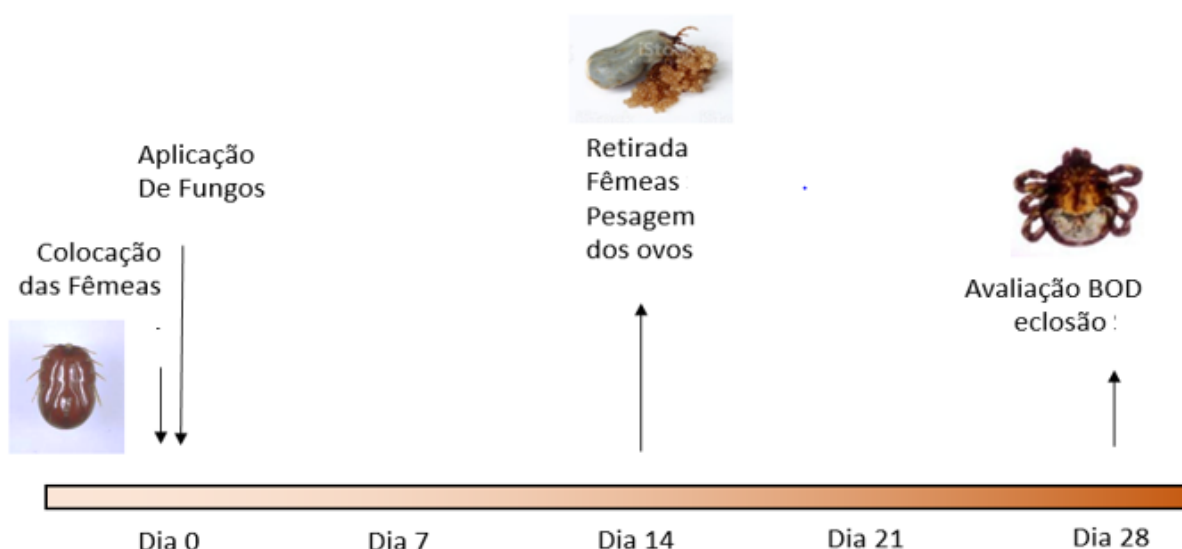 iStock
Aplicação
De Fungos
Retirada
Fêmeas
Pesagem
dos ovos
Colocação
das Fêmeas
Avaliação BOD
eclosão
Dia 0
Dia 7
Dia 14
Dia 21
Dia 28